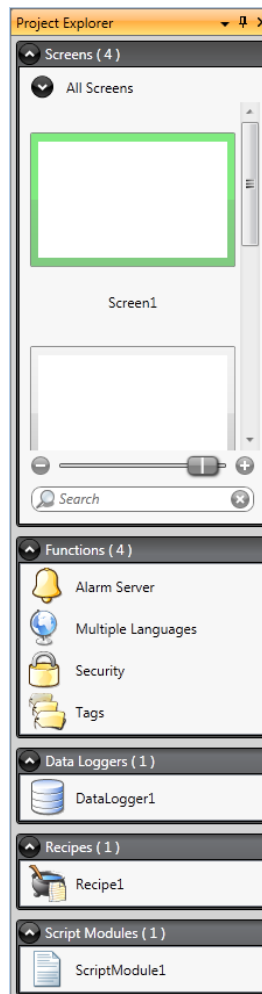 Project Explorer
Screens ( 4 )
All Screens
Screen1
Search
Functions ( 4 )
Alarm Server
Multiple Languages
Security
Tags
Data Loggers ( 1 )
DataLogger1
Recipes ( 1 )
Recipe1
Script Modules ( 1 )
ScriptModule1